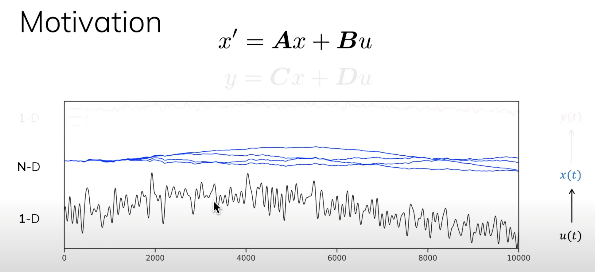 Motivation
x′ = Ax + Bu
y = Cx + Du
1-D
y(t)
N-D
x(t)
1-D
u(t)
0 2000 4000 6000 8000 10000